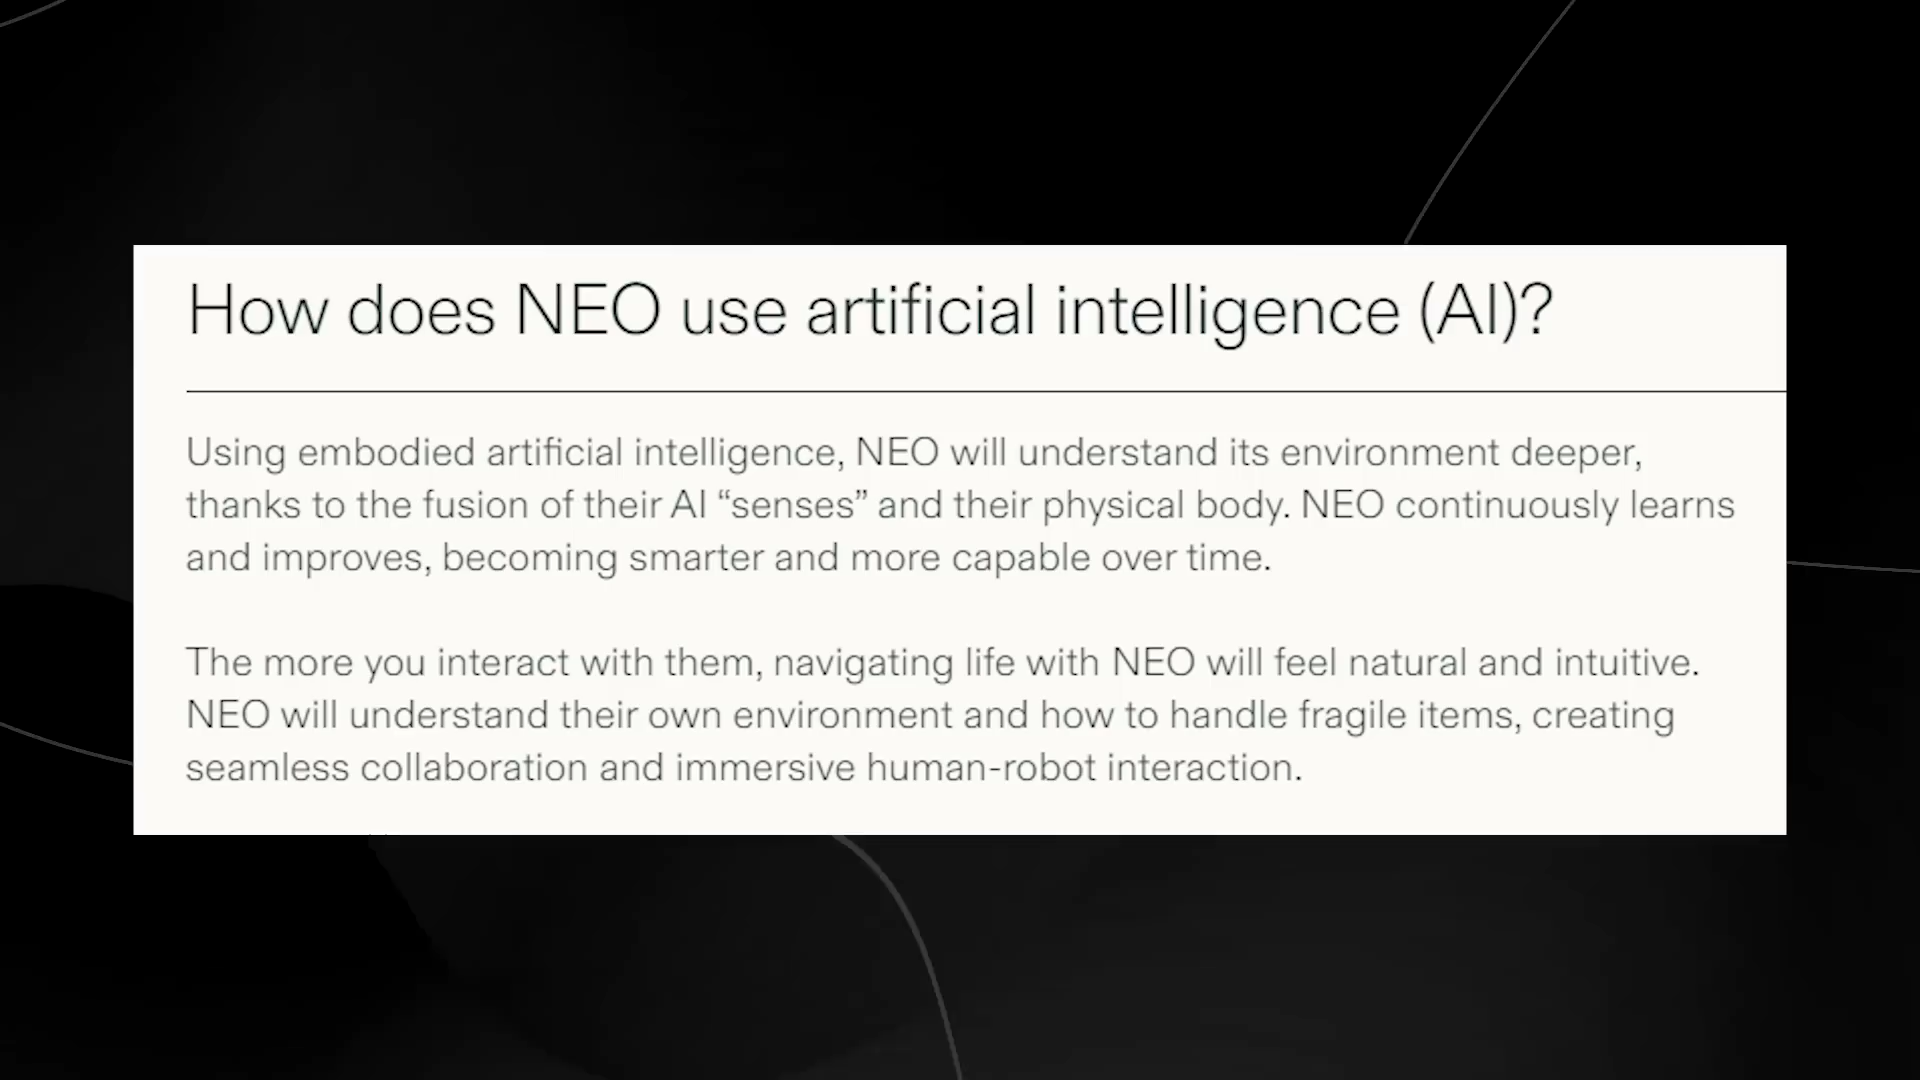 How does NEO use artificial intelligence (AI)?
Using embodied artificial intelligence, NEO will understand its environment deeper,
thanks to the fusion of their AI “senses” and their physical body. NEO continuously learns
and improves, becoming smarter and more capable over time.
The more you interact with them, navigating life with NEO will feel natural and intuitive.
NEO will understand their own environment and how to handle fragile items, creating
seamless collaboration and immersive human-robot interaction.